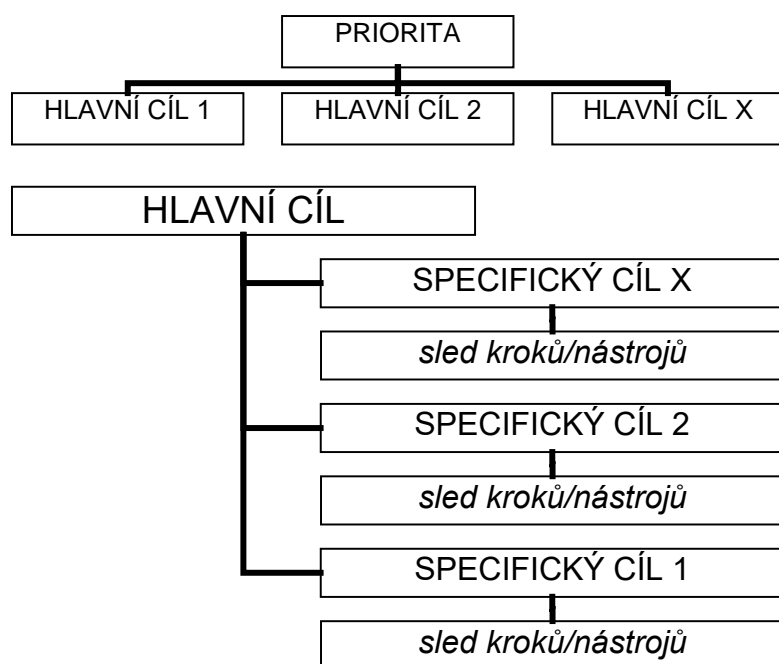 PRIORITA
HLAVNÍ CÍL 1
HLAVNÍ CÍL 2
HLAVNÍ CÍL X
HLAVNÍ CÍL
SPECIFICKÝ CÍL X
sled kroků/nástrojů
SPECIFICKÝ CÍL 2
sled kroků/nástrojů
SPECIFICKÝ CÍL 1
sled kroků/nástrojů